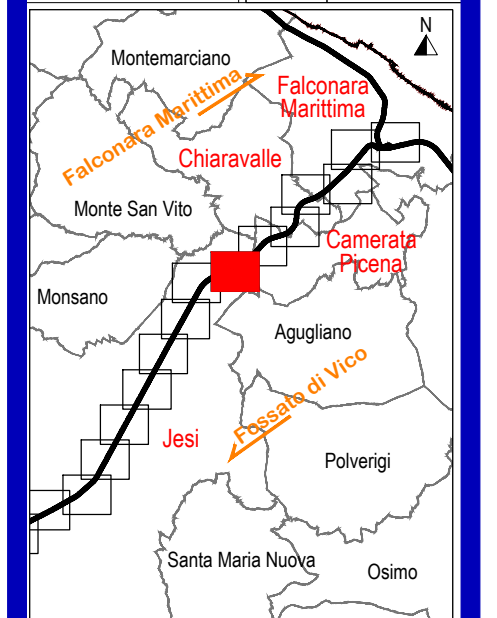 N
Montemarciano
Falconara Marittima
Falconara
Marittima
Chiaravalle
Monte San Vito
Camerata
Picena
Monsano
Agugliano
Fossato di Vico
Jesi
Polverigi
Santa Maria Nuova
Osimo